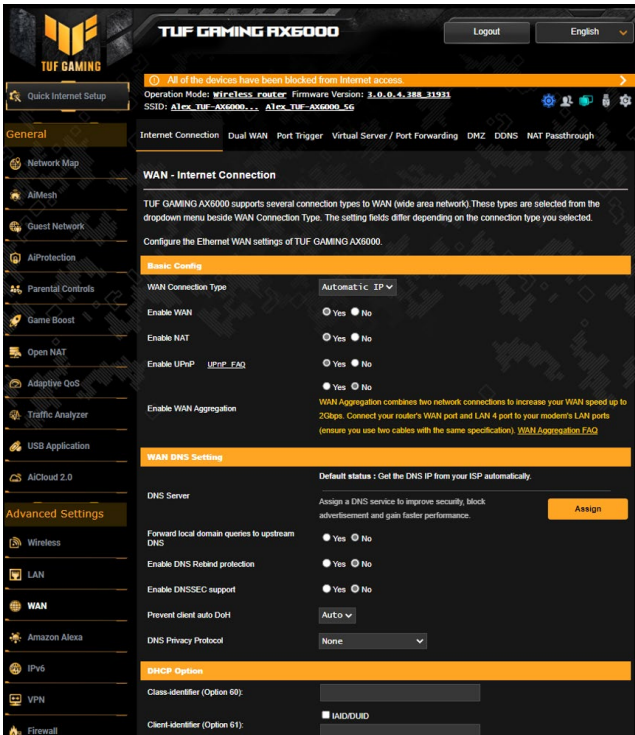 TUF GAMING
TUF GAMING AX6000
Logout
English
Quick Internet Setup
All of the devices have been blocked from Internet access.
Operation Mode: Wireless router Firmware Version: 3.0.0.4.388_31931
SSID: Alex_TUF-AX6000... Alex_TUF-AX6000_5G
General
Network Map
AiMesh
Guest Network
AiProtection
Parental Controls
Game Boost
Open NAT
Adaptive QoS
Traffic Analyzer
USB Application
AiCloud 2.0
Advanced Settings
Wireless
LAN
WAN
Amazon Alexa
IPv6
VPN
Firewall
Internet Connection Dual WAN Port Trigger Virtual Server / Port Forwarding DMZ DDNS NAT Passthrough
WAN - Internet Connection
TUF GAMING AX6000 supports several connection types to WAN (wide area network).These types are selected from the
dropdown menu beside WAN Connection Type. The setting fields differ depending on the connection type you selected.
Configure the Ethernet WAN settings of TUF GAMING AX6000.
Basic Config
WAN Connection Type Automatic IP
Enable WAN Yes No
Enable NAT Yes No
Enable UPnP UPnP FAQ Yes No
Yes No
Enable WAN Aggregation
WAN Aggregation combines two network connections to increase your WAN speed up to
2Gbps. Connect your router's WAN port and LAN 4 port to your modem's LAN ports
(ensure you use two cables with the same specification). WAN Aggregation FAQ
WAN DNS Setting
Default status : Get the DNS IP from your ISP automatically.
DNS Server
Assign a DNS service to improve security, block
advertisement and gain faster performance.
Assign
Forward local domain queries to upstream
DNS
Yes No
Enable DNS Rebind protection Yes No
Enable DNSSEC support Yes No
Prevent client auto DoH Auto
DNS Privacy Protocol None
DHCP Option
Class-identifier (Option 60):
IAID/DUID
Client-identifier (Option 61):